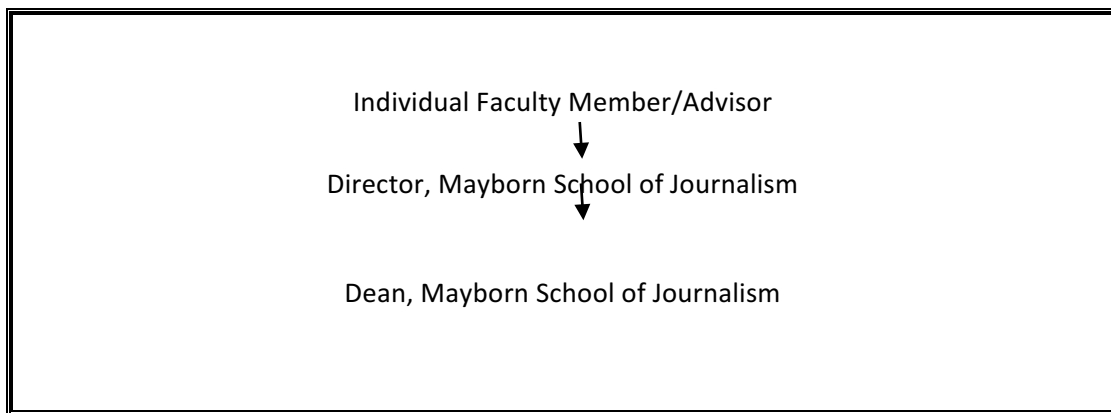 Individual Faculty Member/Advisor
Director, Mayborn School of Journalism
Dean, Mayborn School of Journalism